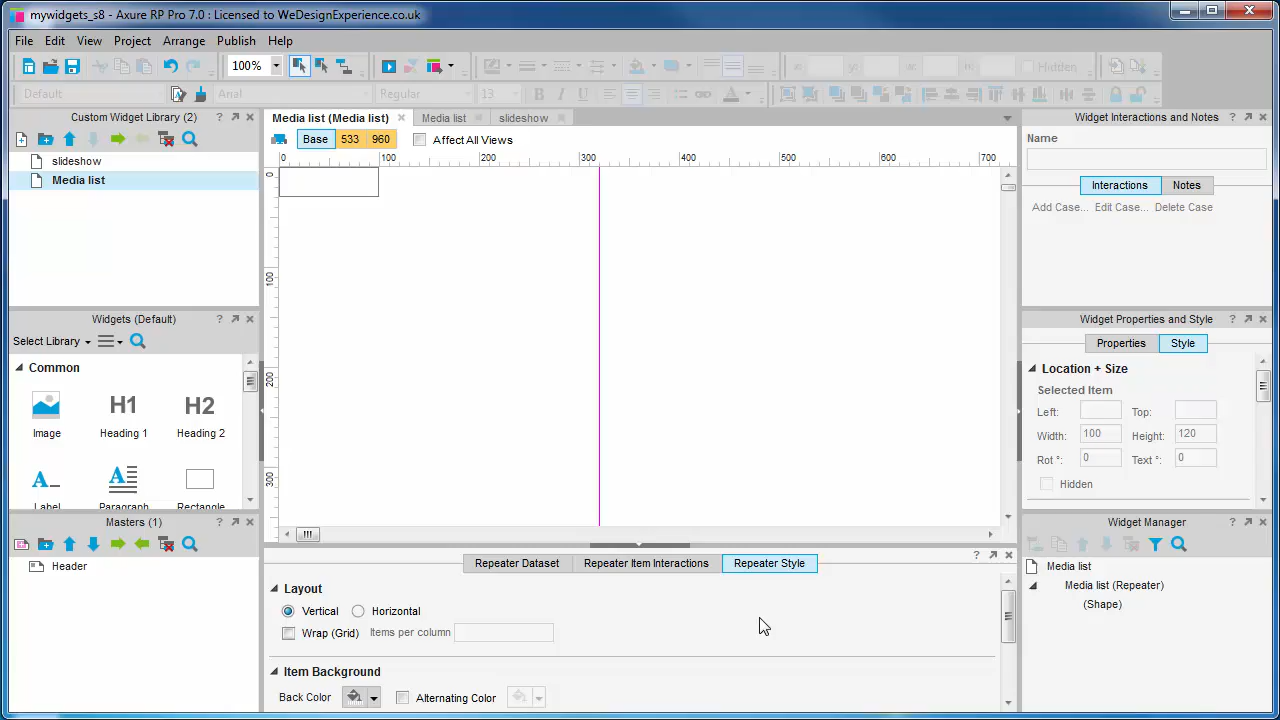 mywidgets_s8 - Axure RP Pro 7.0 : Licensed to WeDesignExperience.co.uk
File Edit View Project Arrange Publish Help
100%
Default Arial Regular 13 Hidden
Custom Widget Library (2)
slideshow
Media list
Media list (Media list) Media list slideshow
Base 533 960 Affect All Views
0 100 200 300 400 500 600 700
0
100
200
300
Widget Interactions and Notes
Name
Interactions Notes
Add Case... Edit Case... Delete Case
Widgets (Default)
Select Library
Common
Image Heading 1 Heading 2
Label Paragraph Rectangle
Widget Properties and Style
Properties Style
Location + Size
Selected Item
Left: Top:
Width: 100 Height: 120
Rot °: 0 Text °: 0
Hidden
Masters (1)
Header
Repeater Dataset Repeater Item Interactions Repeater Style
Layout
Vertical Horizontal
Wrap (Grid) Items per column
Item Background
Back Color Alternating Color
Widget Manager
Media list
Media list (Repeater)
(Shape)